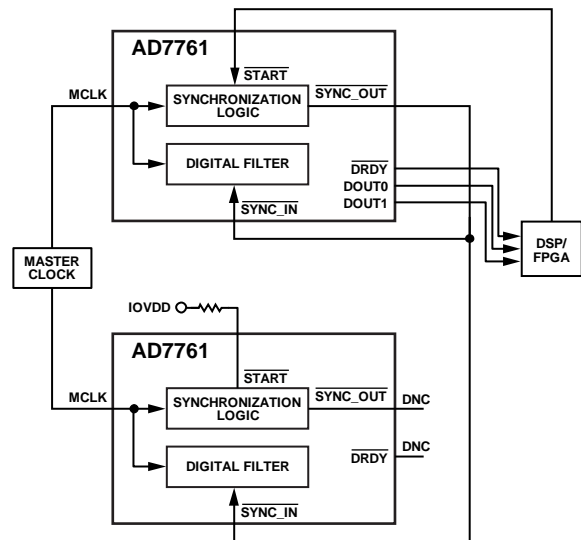 AD7761
START
MCLK
SYNCHRONIZATION
LOGIC
SYNC_OUT
DIGITAL FILTER
DRDY
DOUT0
DOUT1
SYNC_IN
DSP/
FPGA
MASTER
CLOCK
IOVDD
AD7761
START
MCLK
SYNCHRONIZATION
LOGIC
SYNC_OUT
DNC
DIGITAL FILTER
DRDY
DNC
SYNC_IN